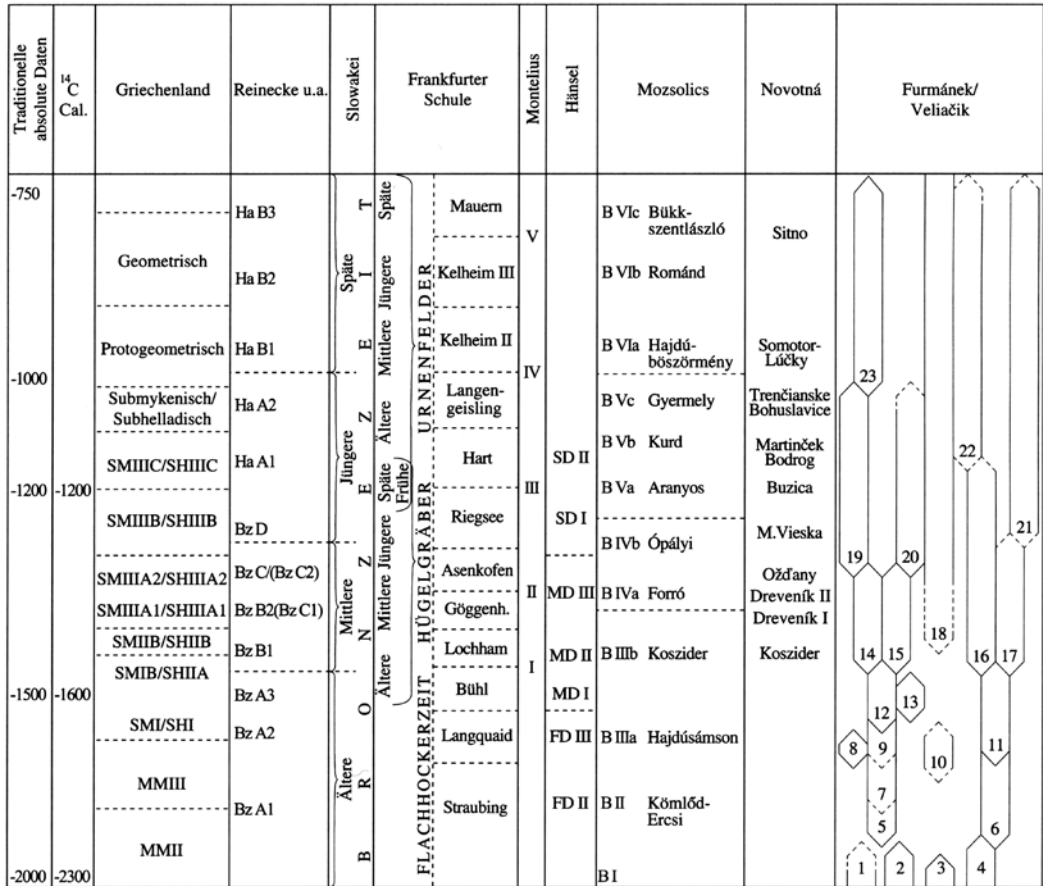 Traditionelle
absolute Daten
14C
Cal.
Griechenland
Reinecke u.a.
Slowakei
Frankfurter
Schule
Montelius
Hänsel
Mozsolics
Novotná
Furmánek/
Veliačik
-750
-1000
-1200
-1500
-2000
-1200
-1600
-2300
Geometrisch
Protogeometrisch
Submykenisch/
Subhelladisch
SMIIIC/SHIIIC
SMIIIB/SHIIIB
SMIIIA2/SHIIIA2
SMIIIA1/SHIIIA1
SMIIB/SHIIB
SMIB/SHIIA
SMI/SHI
MMIII
MMII
Ha B3
Ha B2
Ha B1
Ha A2
Ha A1
Bz D
Bz C/(Bz C2)
Bz B2(Bz C1)
Bz B1
Bz A3
Bz A2
Bz A1
Späte
Jüngere
Mittlere
Ältere
BRONZEZEIT
Späte
Jüngere
Mittlere
Ältere
Frühe
Späte
Jüngere
Mittlere
Ältere
URNENFELDER
HÜGELGRÄBER
FLACHHOCKERZEIT
Mauern
Kelheim III
Kelheim II
Langen-
geisling
Hart
Riegsee
Asenkofen
Göggenh.
Lochham
Bühl
Langquaid
Straubing
V
IV
III
II
I
SD II
SD I
MD III
MD II
MD I
FD III
FD II
B VIc Bükk-
szentlászló
B VIb Románd
B VIa Hajdú-
böszörmény
B Vc Gyermely
B Vb Kurd
B Va Aranyos
B IVb Ópályi
B IVa Forró
B IIIb Koszider
B IIIa Hajdúsámson
B II Kömlőd-
Ercsi
B I
Sitno
Somotor-
Lúčky
Trenčianske
Bohuslavice
Martinček
Bodrog
Buzica
M.Vieska
Ožďany
Dreveník II
Dreveník I
Koszider
23
22
21
19
20
18
14
15
16
17
13
12
8
9
10
11
7
5
6
1
2
3
4